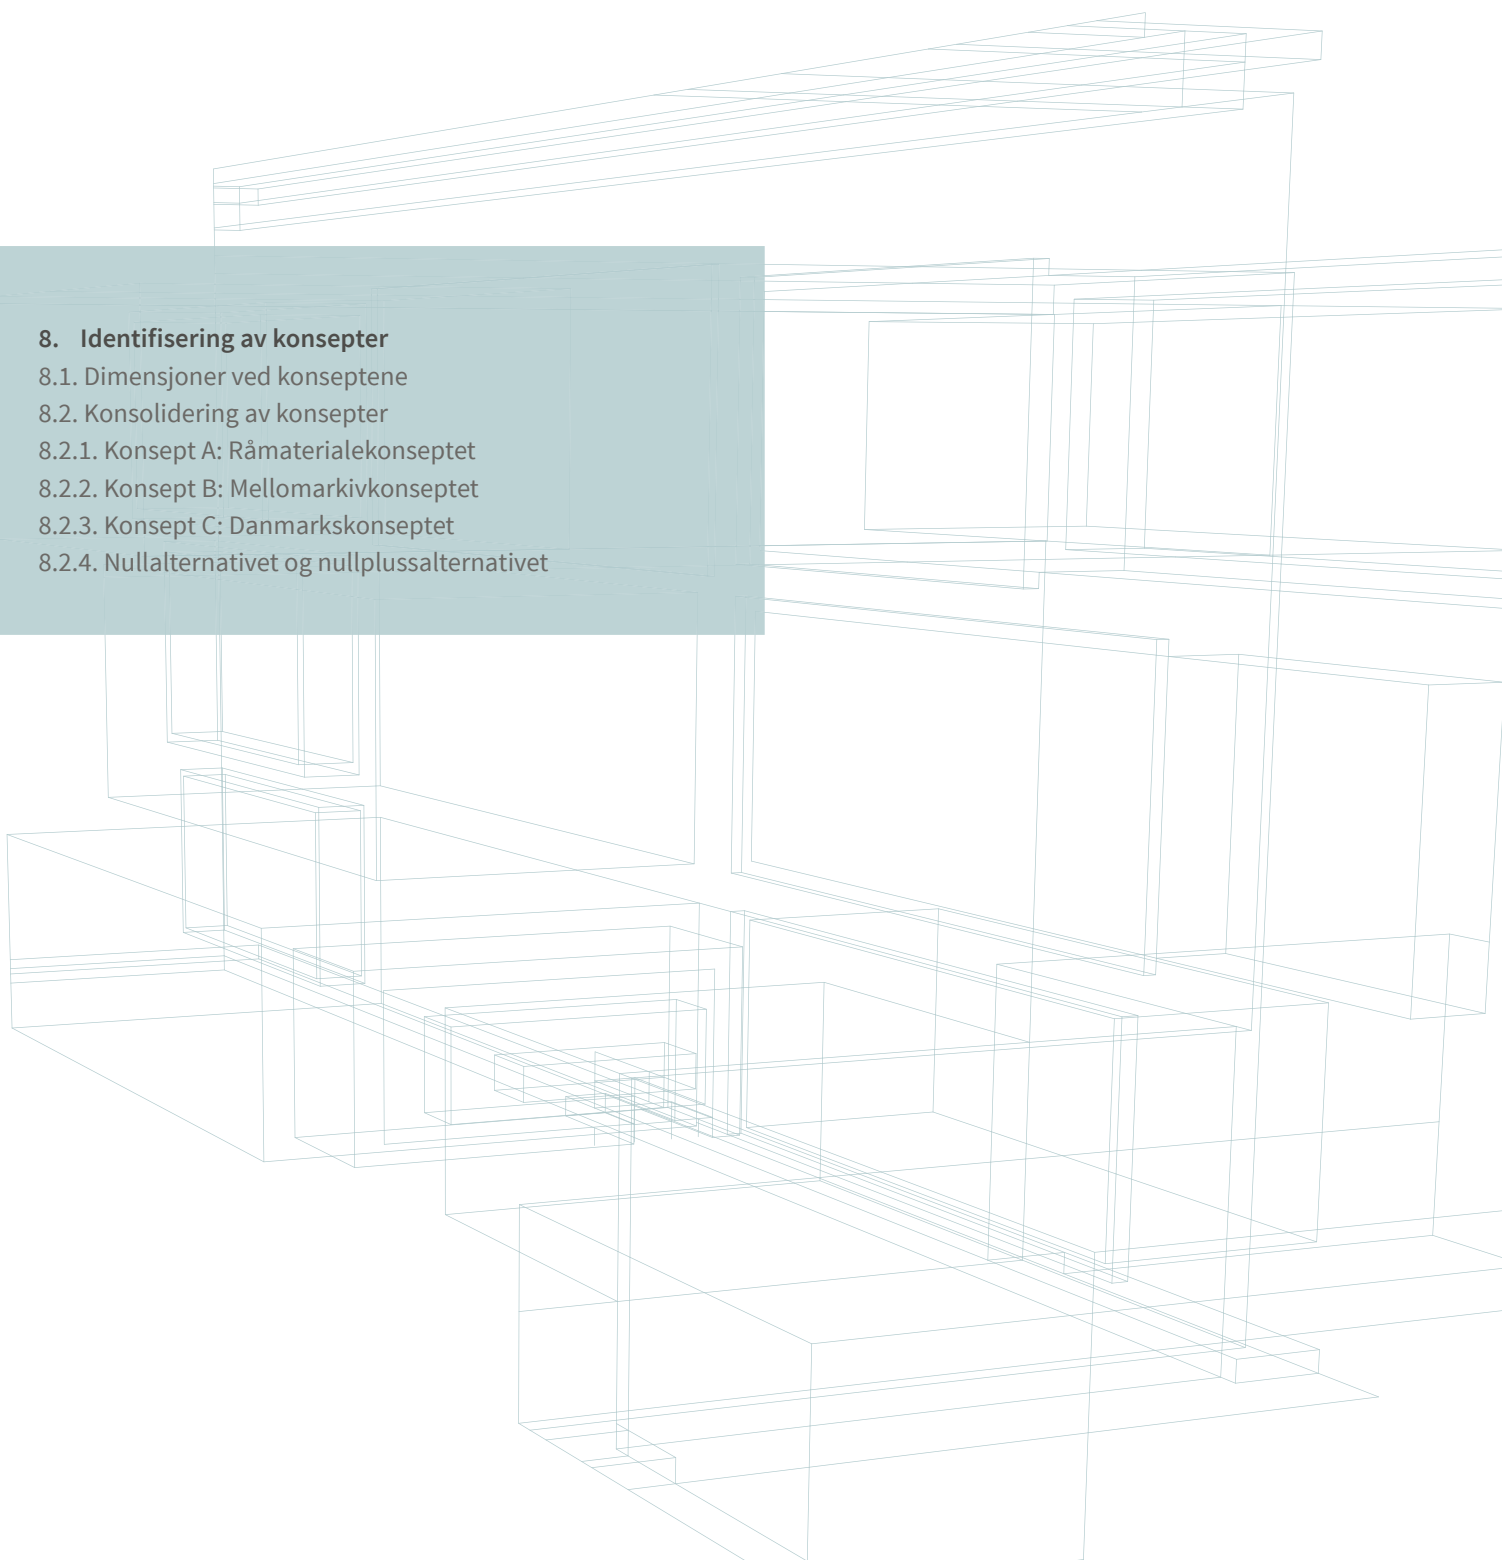 8. Identifisering av konsepter
8.1. Dimensjoner ved konseptene
8.2. Konsolidering av konsepter
8.2.1. Konsept A: Råmaterialekonseptet
8.2.2. Konsept B: Mellomarkivkonseptet
8.2.3. Konsept C: Danmarkskonseptet
8.2.4. Nullalternativet og nullplussalternativet